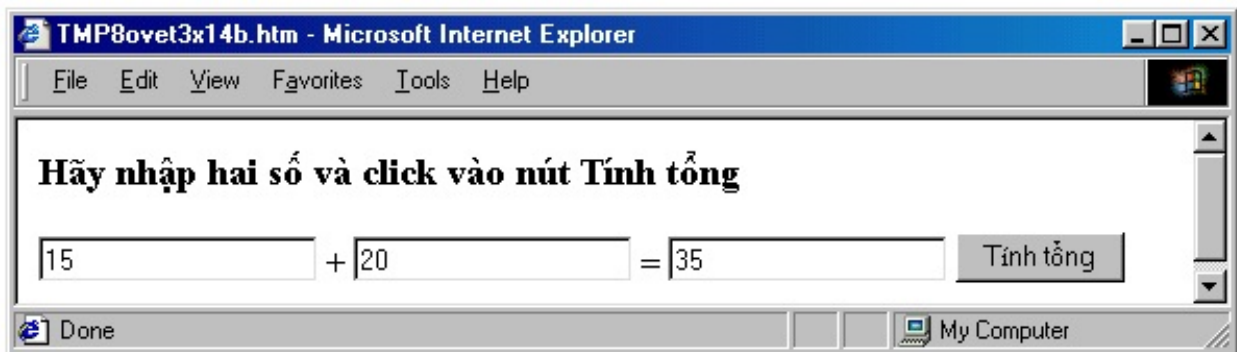 TMP8ovet3x14b.htm - Microsoft Internet Explorer
File Edit View Favorites Tools Help
Hãy nhập hai số và click vào nút Tính tổng
15 + 20 = 35 Tính tổng
Done My Computer